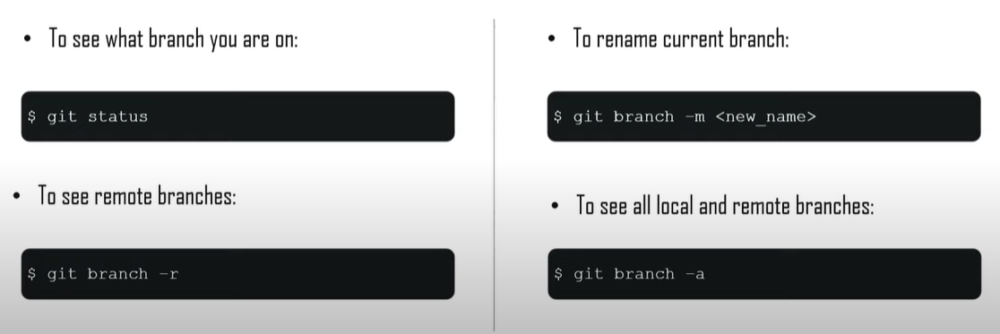 • To see what branch you are on:
$ git status
• To see remote branches:
$ git branch -r
• To rename current branch:
$ git branch -m <new_name>
• To see all local and remote branches:
$ git branch -a